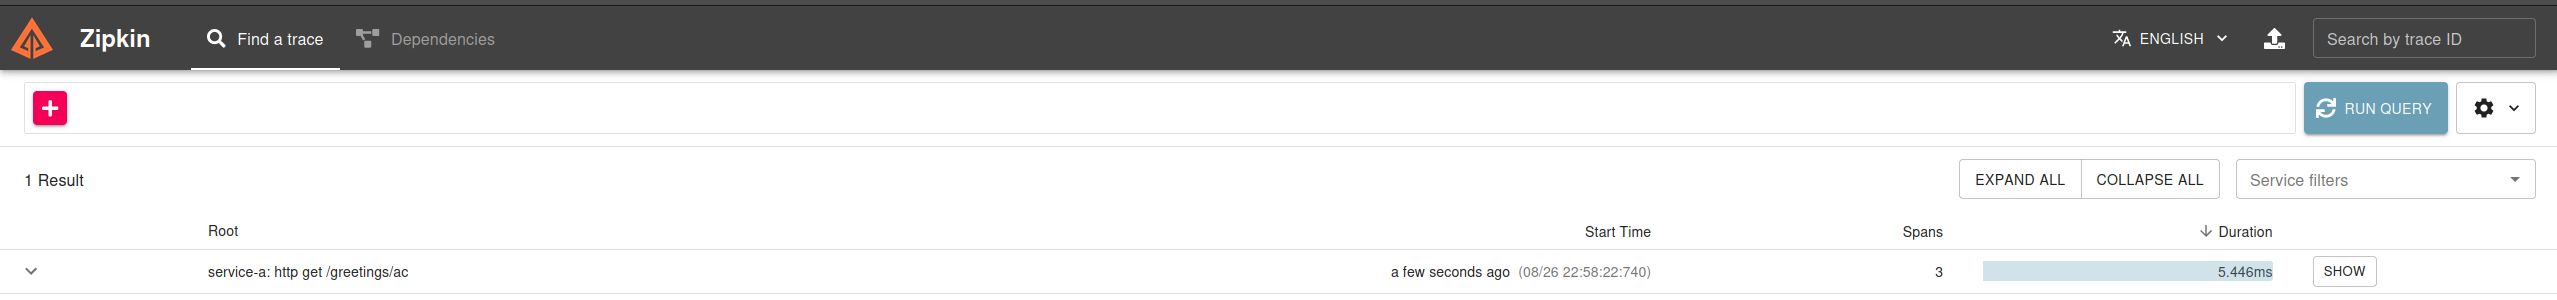 Zipkin Find a trace Dependencies ENGLISH Search by trace ID
RUN QUERY
1 Result EXPAND ALL COLLAPSE ALL Service filters
Root Start Time Spans Duration
service-a: http get /greetings/ac a few seconds ago (08/26 22:58:22:740) 3 5.446ms SHOW